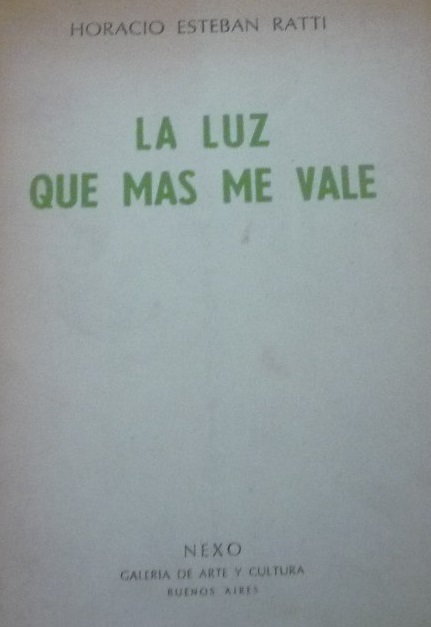 HORACIO ESTEBAN RATTI
LA LUZ
QUE MAS ME VALE
NEXO
GALERIA DE ARTE Y CULTURA
BUENOS AIRES